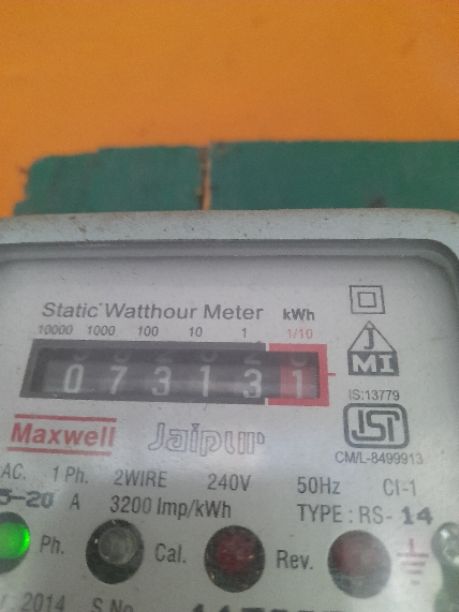 Static Watthour Meter kWh
10000 1000 100 10 1 1/10
0 7 3 1 3 1
J
MI
IS:13779
Maxwell Jaipur
ISI
CM/L-8499913
AC. 1 Ph. 2WIRE 240V 50Hz Cl-1
5-20 A 3200 Imp/kWh TYPE : RS-14
Ph. Cal. Rev.
2014 S.No